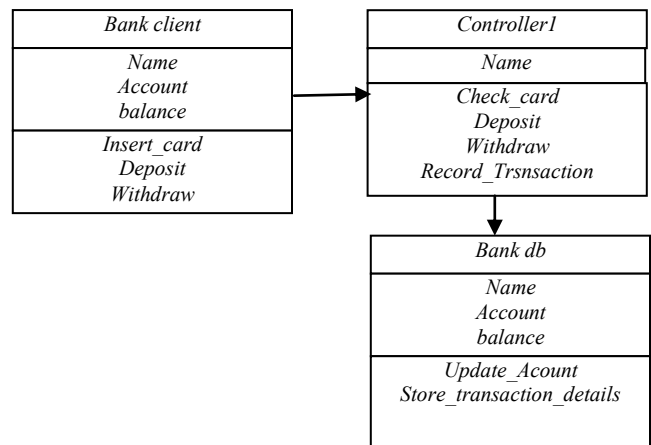 Bank client
Name
Account
balance
Insert_card
Deposit
Withdraw
Controller1
Name
Check_card
Deposit
Withdraw
Record_Trsnsaction
Bank db
Name
Account
balance
Update_Acount
Store_transaction_details